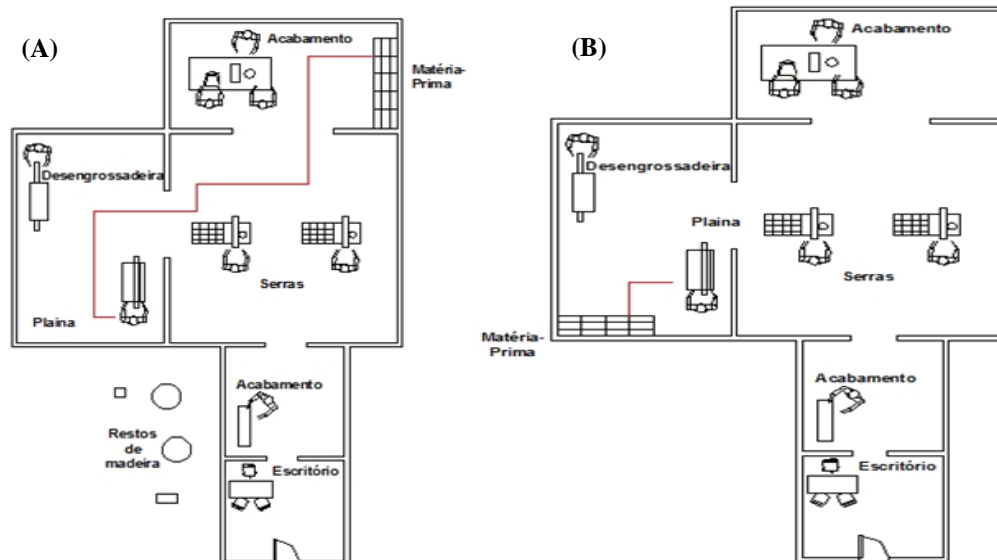 (A)
Acabamento
Matéria-
Prima
Desengrossadeira
Serras
Plaina
Acabamento
Restos
de
madeira
Escritório
(B)
Acabamento
Desengrossadeira
Plaina
Serras
Matéria-
Prima
Acabamento
Escritório